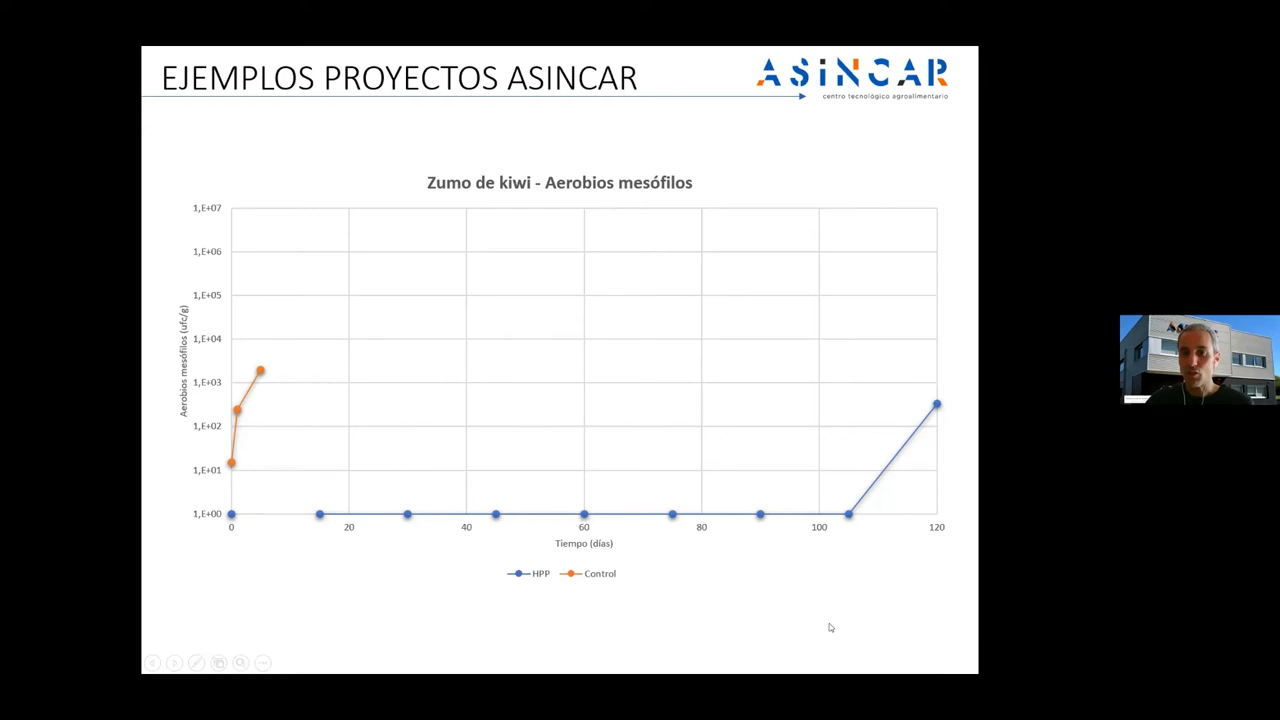 EJEMPLOS PROYECTOS ASINCAR
ASINCAR
centro tecnológico agroalimentario
Zumo de kiwi - Aerobios mesófilos
1,E+07
1,E+06
1,E+05
1,E+04
1,E+03
1,E+02
1,E+01
1,E+00
Aerobios mesófilos (ufc/g)
0 20 40 60 80 100 120
Tiempo (días)
HPP Control